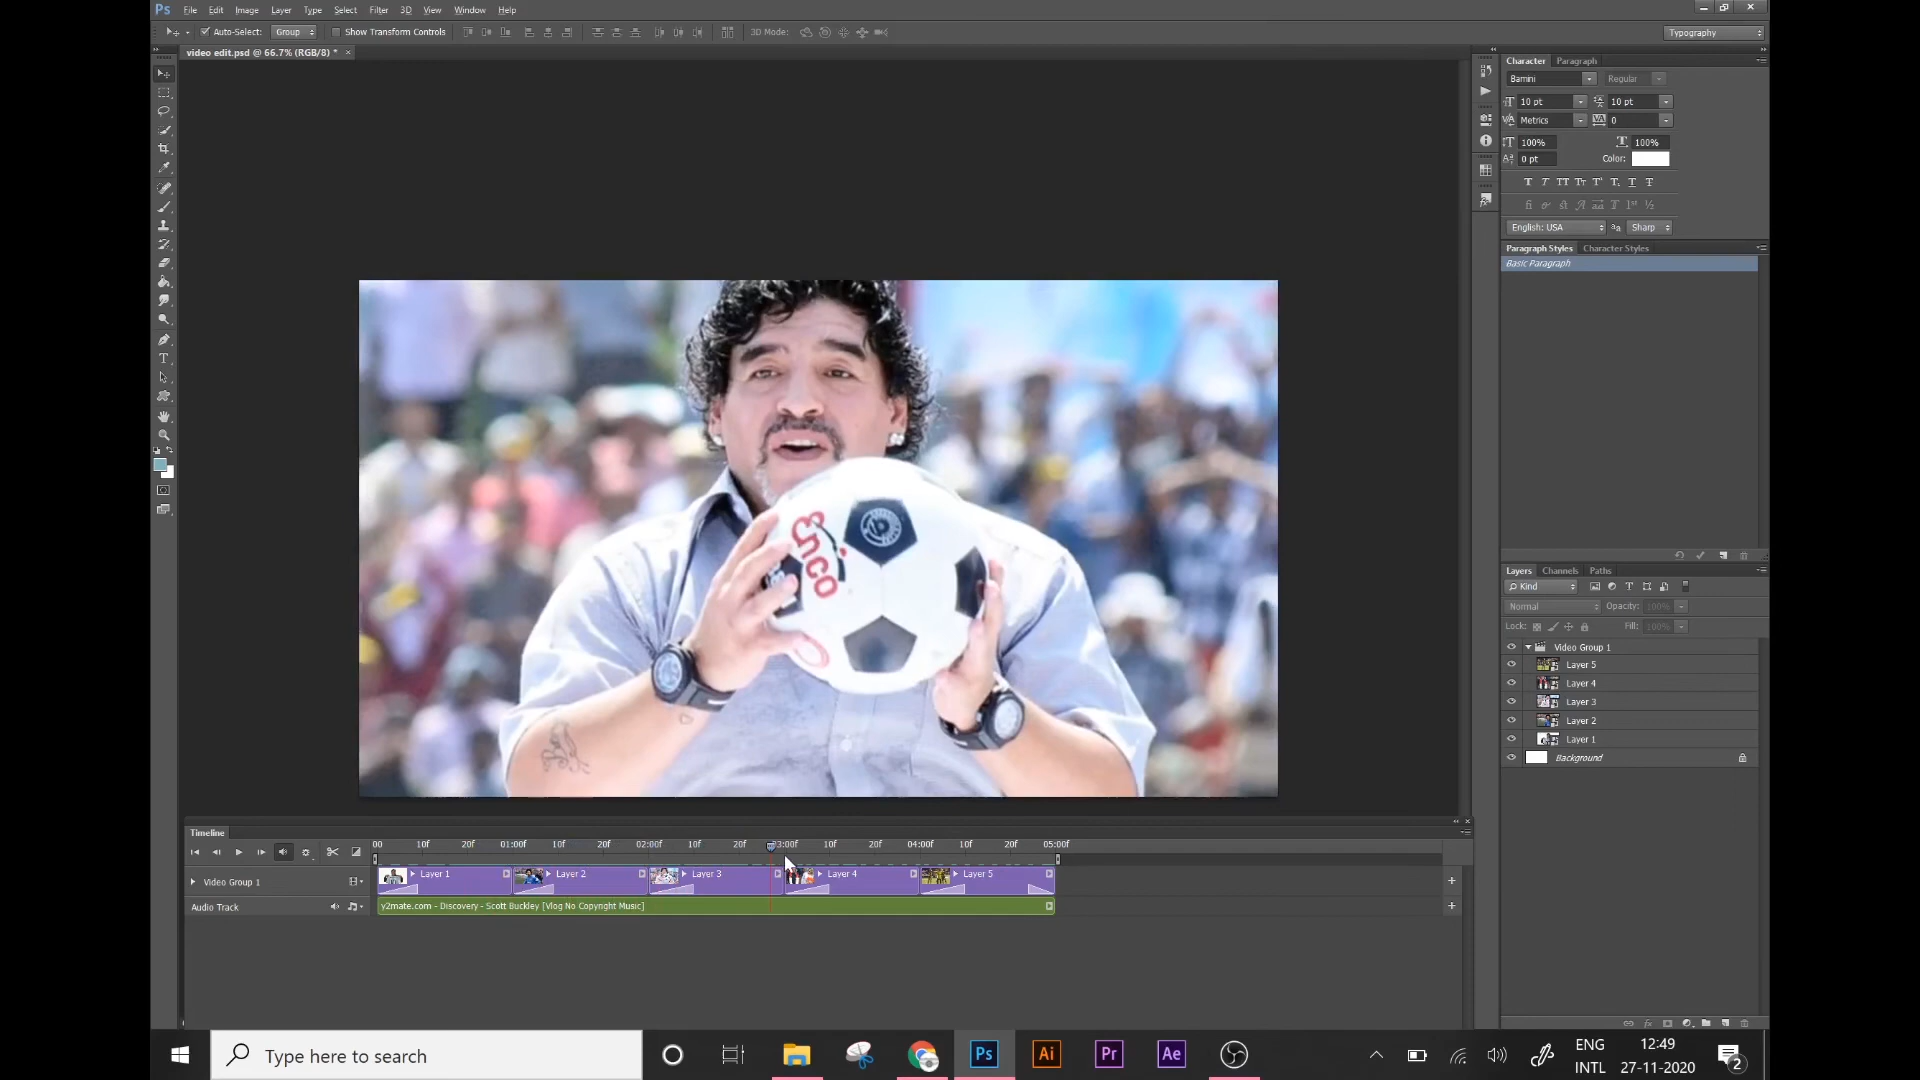 Ps File Edit Image Layer Type Select Filter 3D View Window Help
Auto-Select: Group Show Transform Controls 3D Mode: Typography
video edit.psd @ 66.7% (RGB/8) * ×
Character Paragraph
Bamini Regular
10 pt 10 pt
Metrics 0
100% 100%
0 pt Color:
English: USA Sharp
Paragraph Styles Character Styles
Basic Paragraph
Layers Channels Paths
Kind
Normal Opacity: 100%
Lock: Fill: 100%
Video Group 1
Layer 5
Layer 4
Layer 3
Layer 2
Layer 1
Background
Timeline
00 10f 20f 01:00f 10f 20f 02:00f 10f 20f 03:00f 10f 20f 04:00f 10f 20f 05:00f
Video Group 1 Layer 1 Layer 2 Layer 3 Layer 4 Layer 5
Audio Track y2mate.com - Discovery - Scott Buckley [Vlog No Copyright Music]
Type here to search
Ps Ai Pr Ae
ENG 12:49
INTL 27-11-2020 2